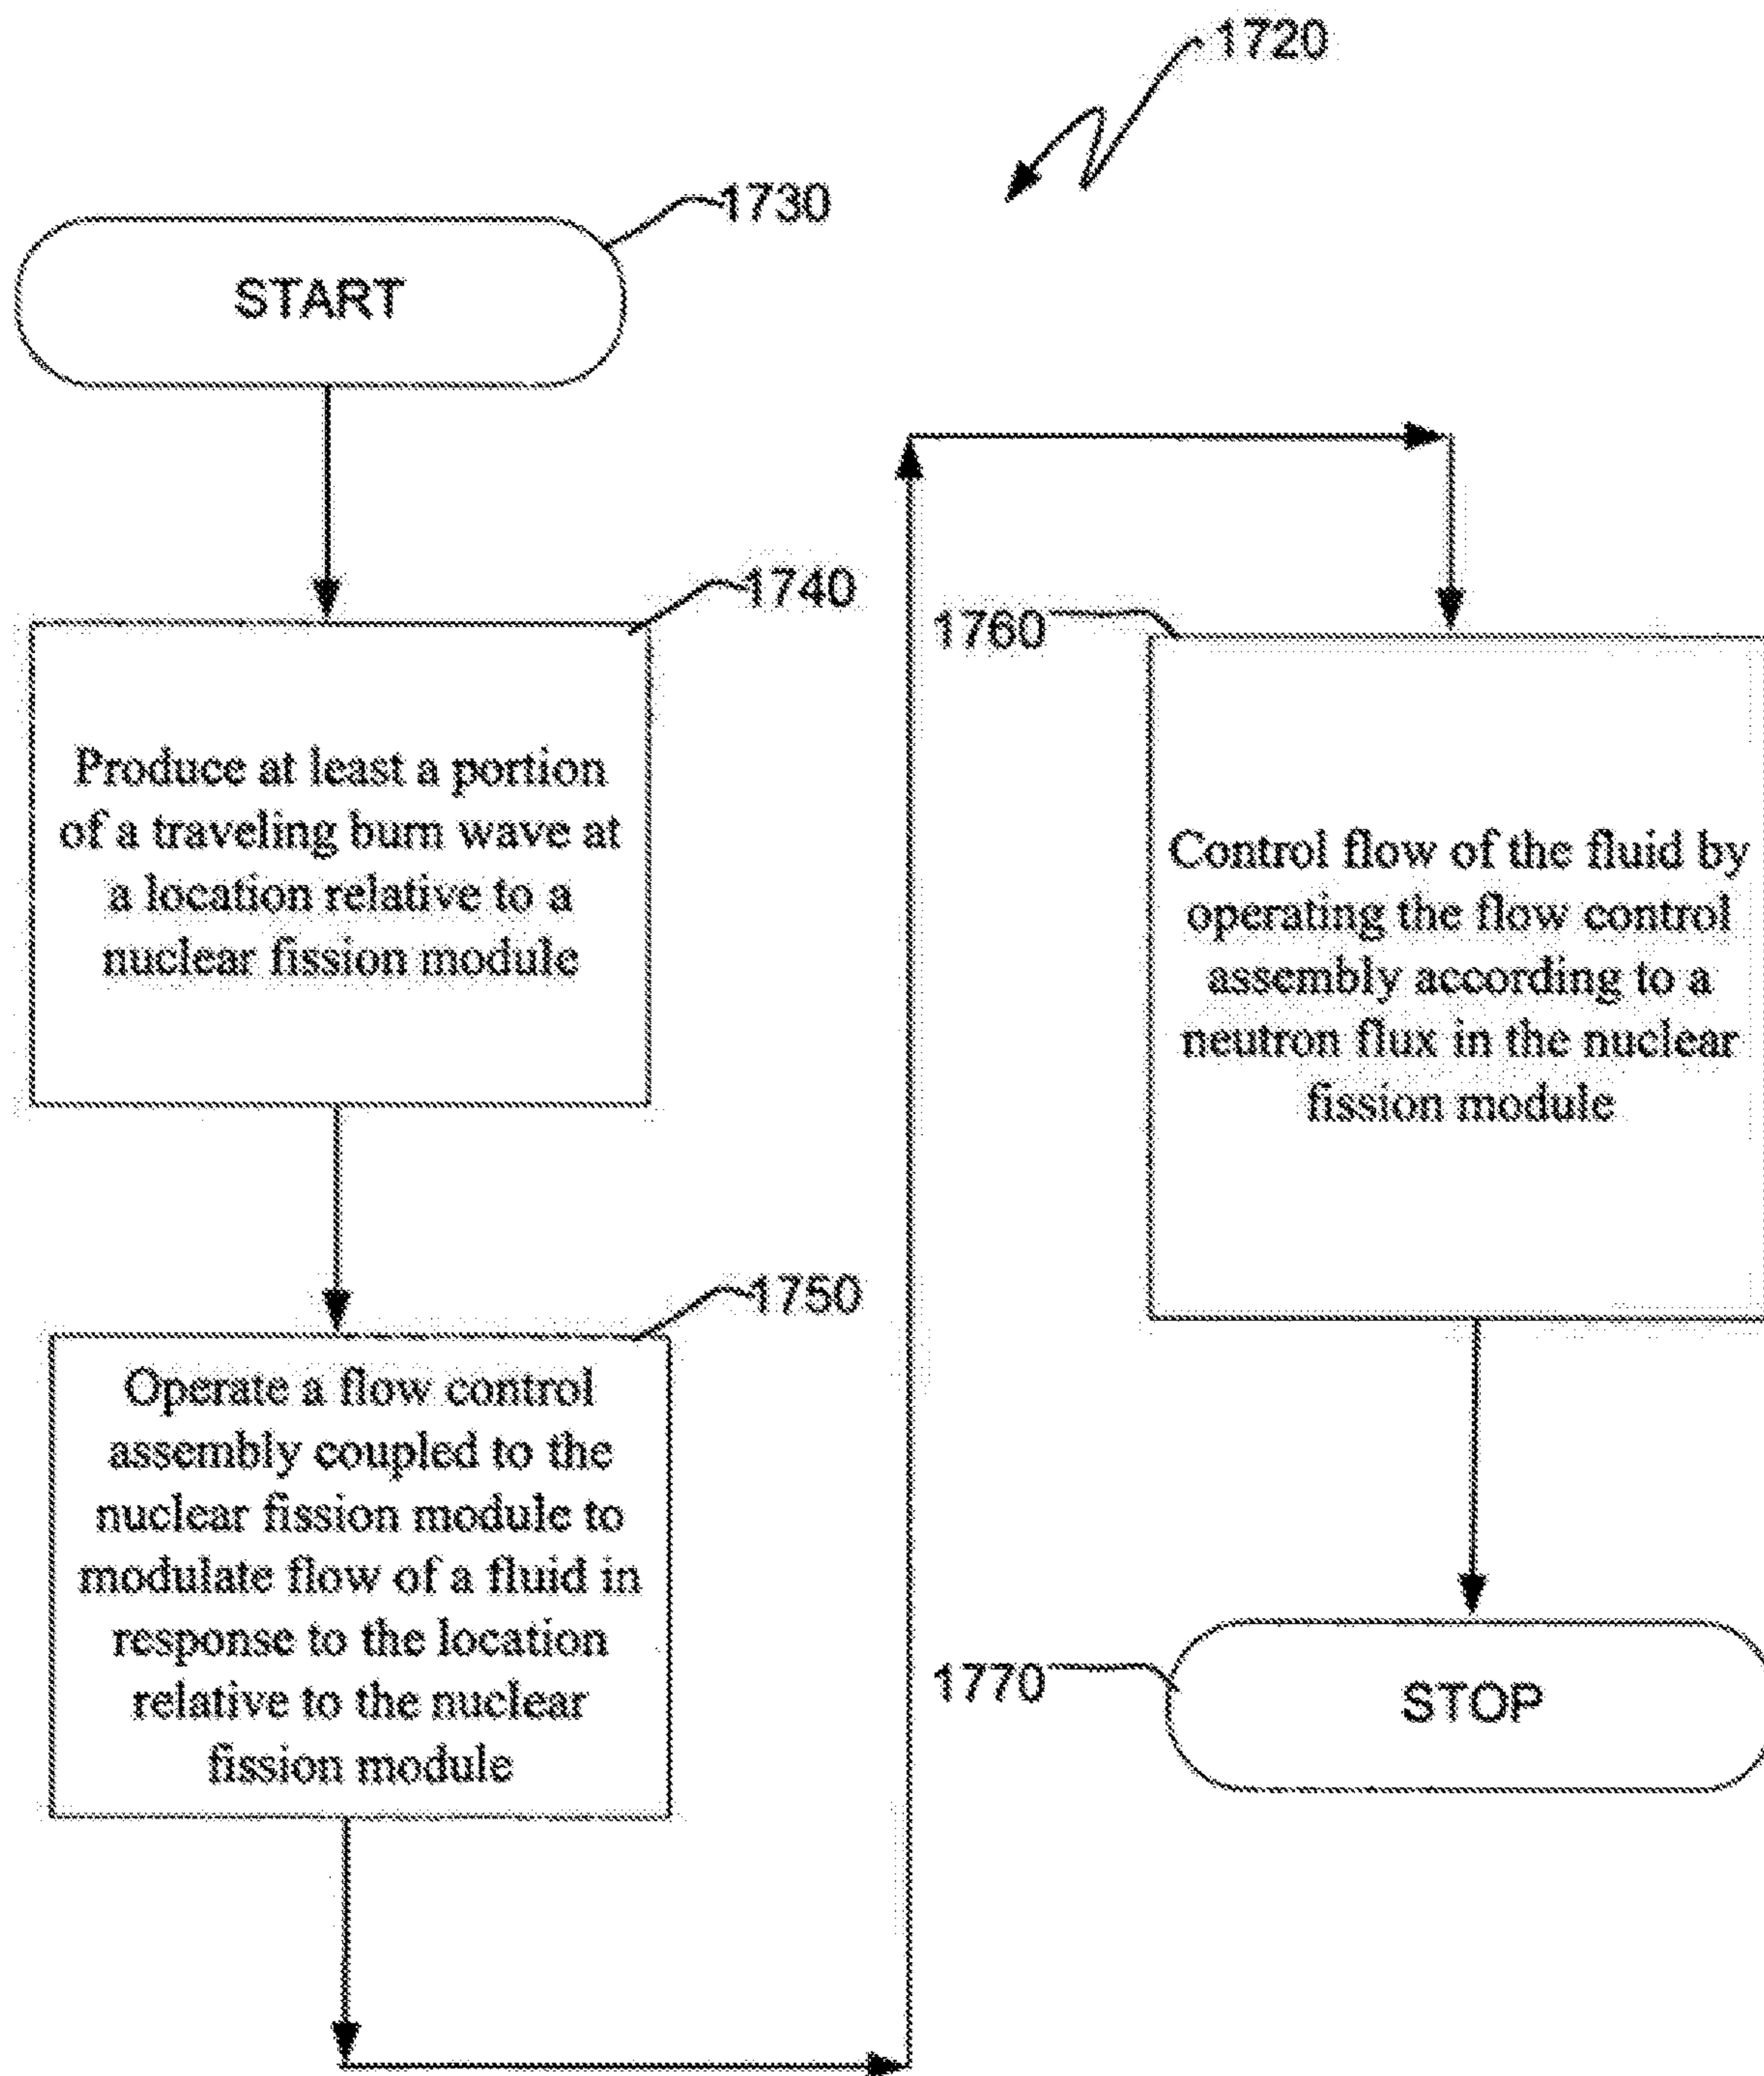 1720
1730
START
1740
Produce at least a portion
of a traveling burn wave at
a location relative to a
nuclear fission module
1750
Operate a flow control
assembly coupled to the
nuclear fission module to
modulate flow of a fluid in
response to the location
relative to the nuclear
fission module
1760
Control flow of the fluid by
operating the flow control
assembly according to a
neutron flux in the nuclear
fission module
1770
STOP